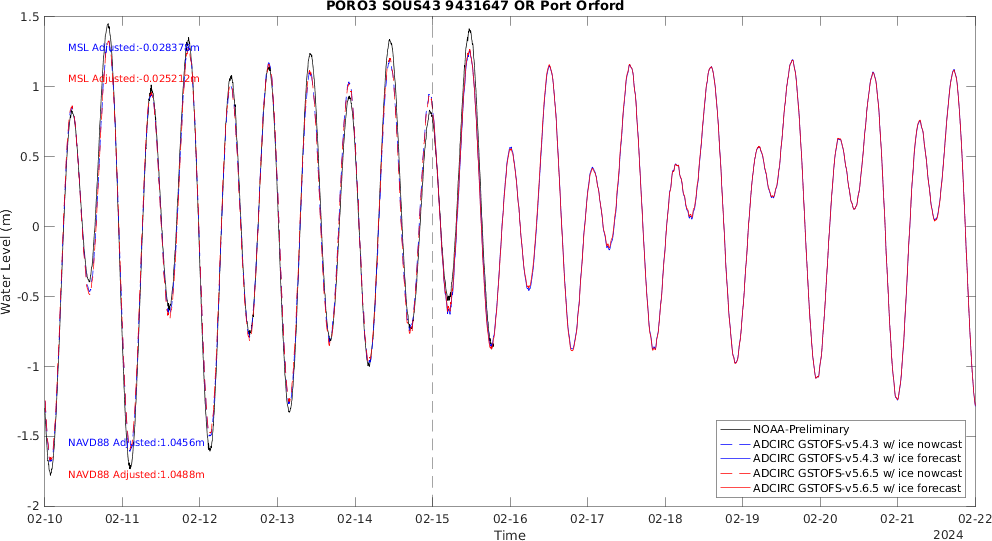 PORO3 SOUS43 9431647 OR Port Orford
1.5
1
0.5
0
-0.5
-1
-1.5
-2
Water Level (m)
MSL Adjusted:-0.028373m
MSL Adjusted:-0.025212m
NAVD88 Adjusted:1.0456m
NAVD88 Adjusted:1.0488m
NOAA-Preliminary
ADCIRC GSTOFS-v5.4.3 w/ ice nowcast
ADCIRC GSTOFS-v5.4.3 w/ ice forecast
ADCIRC GSTOFS-v5.6.5 w/ ice nowcast
ADCIRC GSTOFS-v5.6.5 w/ ice forecast
02-10 02-11 02-12 02-13 02-14 02-15 02-16 02-17 02-18 02-19 02-20 02-21 02-22
Time
2024